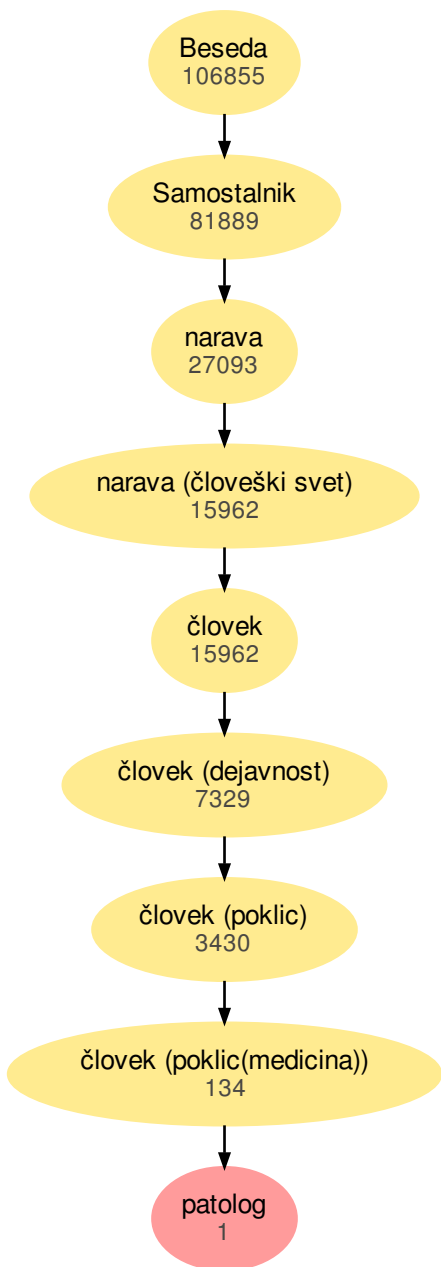 Beseda
106855
Samostalnik
81889
narava
27093
narava (človeški svet)
15962
človek
15962
človek (dejavnost)
7329
človek (poklic)
3430
človek (poklic(medicina))
134
patolog
1